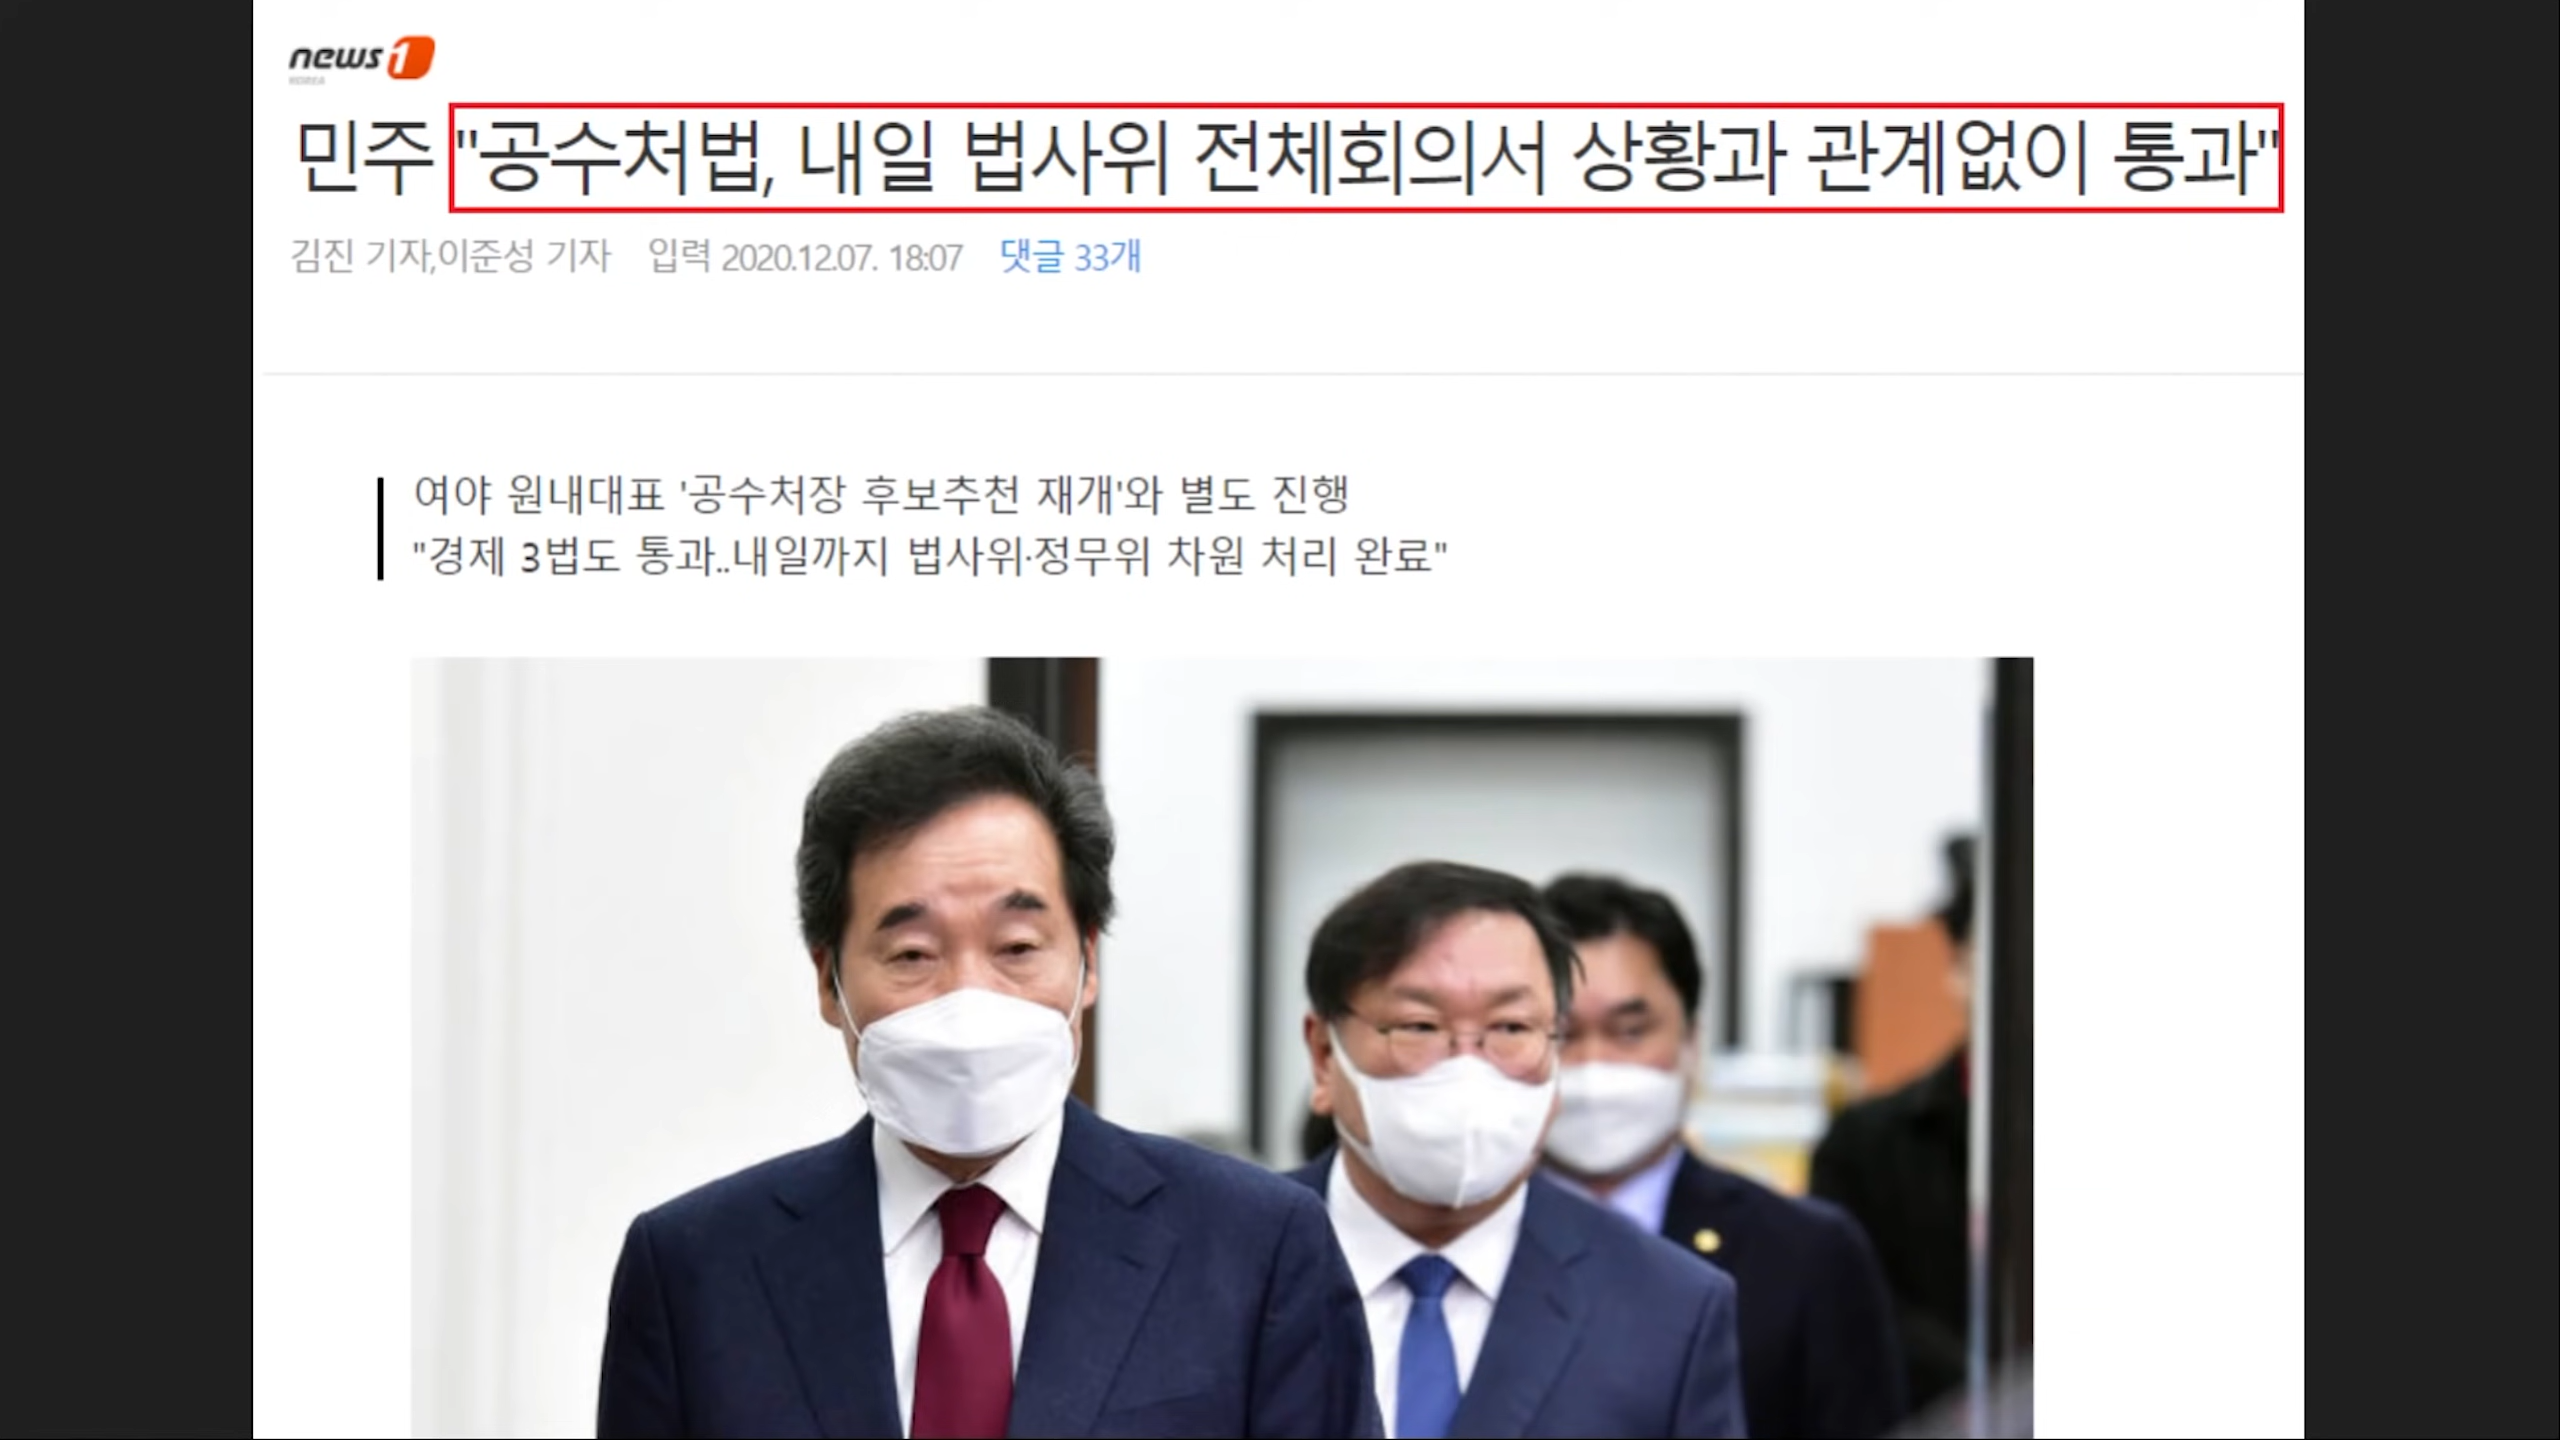 news1
KOREA
민주 "공수처법, 내일 법사위 전체회의서 상황과 관계없이 통과"
김진 기자,이준성 기자 입력 2020.12.07. 18:07 댓글 33개
여야 원내대표 '공수처장 후보추천 재개'와 별도 진행
"경제 3법도 통과..내일까지 법사위·정무위 차원 처리 완료"